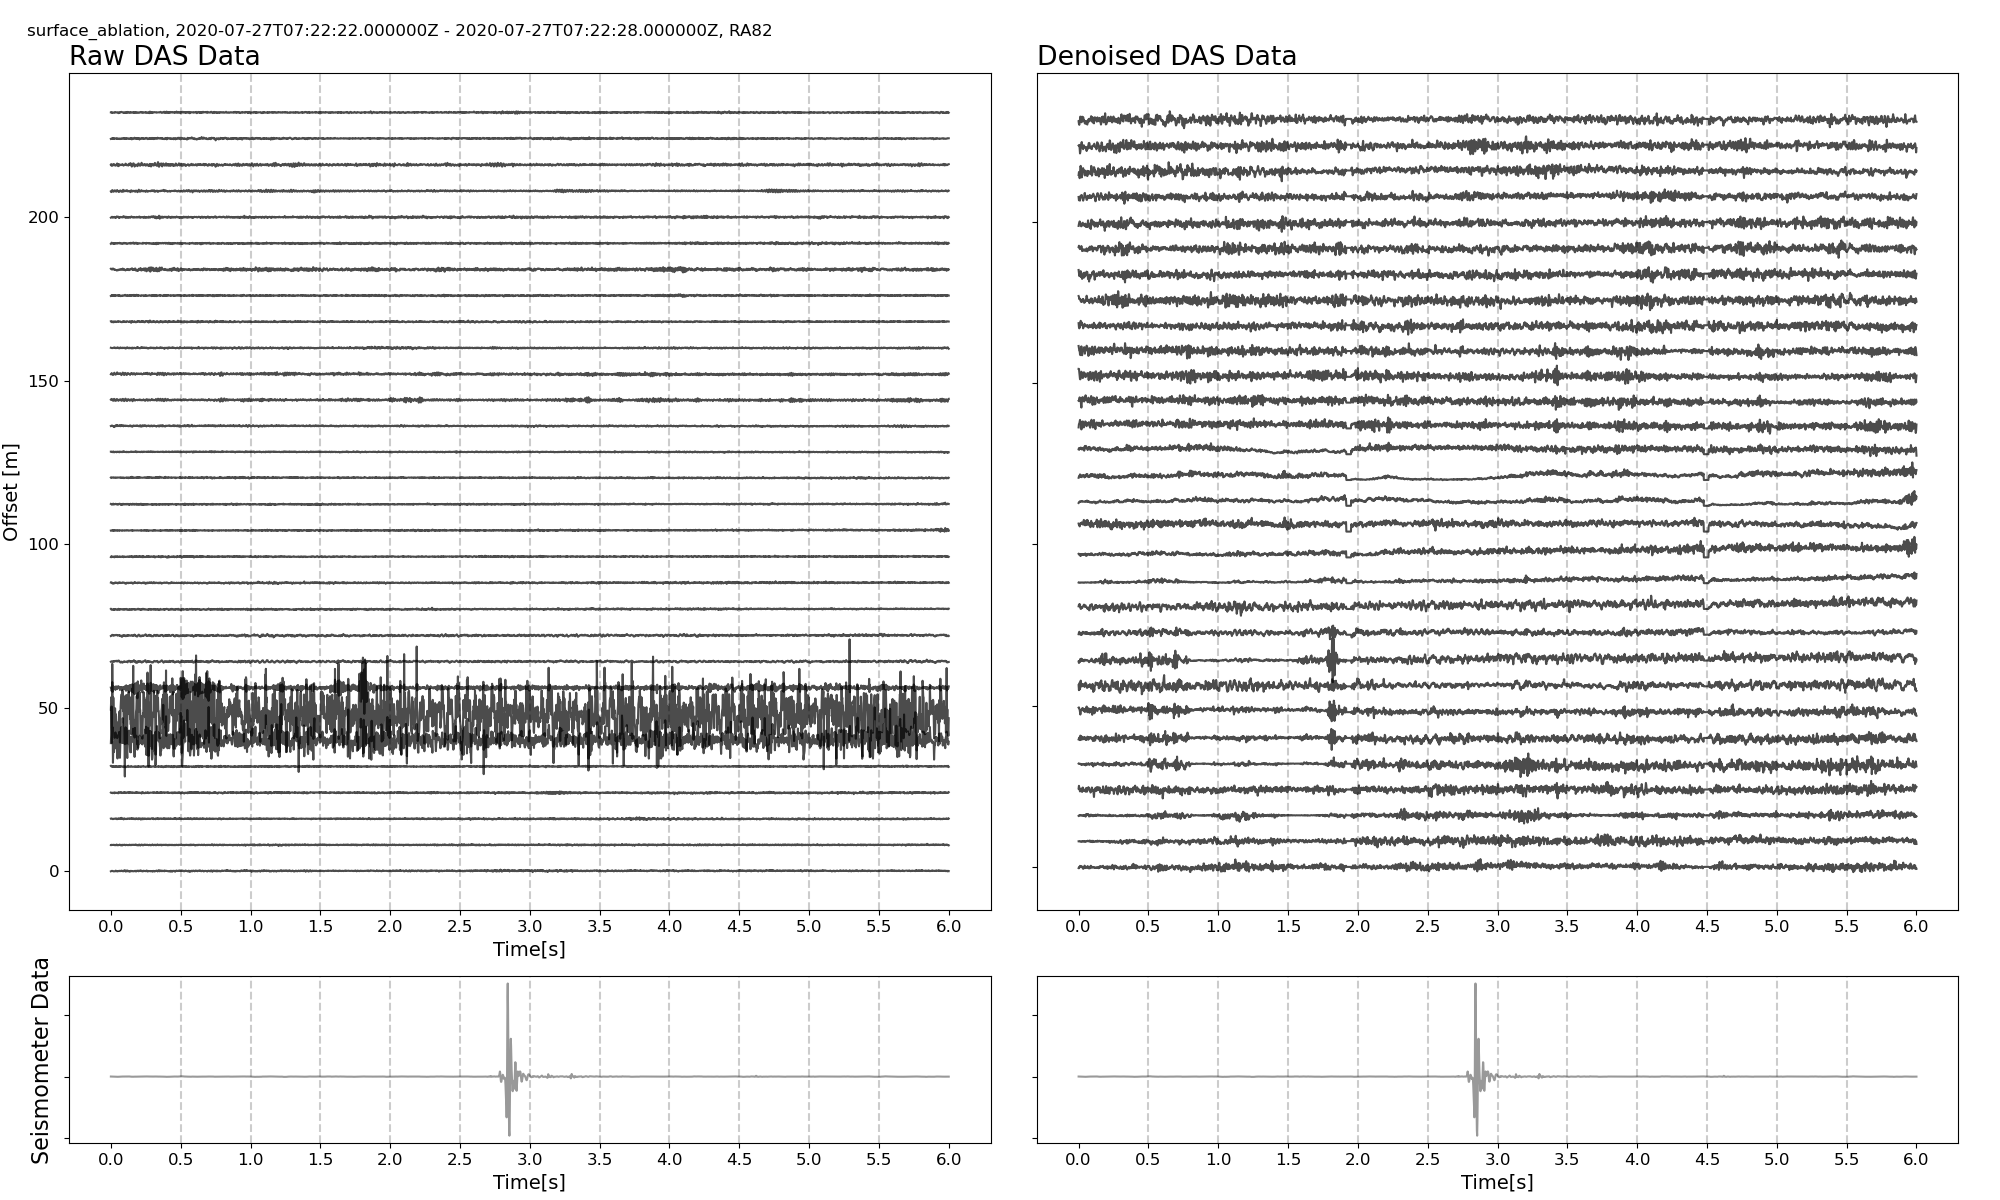 surface_ablation, 2020-07-27T07:22:22.000000Z - 2020-07-27T07:22:28.000000Z, RA82
Raw DAS Data
Denoised DAS Data
Offset [m]
200
150
100
50
0
0.0 0.5 1.0 1.5 2.0 2.5 3.0 3.5 4.0 4.5 5.0 5.5 6.0
Time[s]
0.0 0.5 1.0 1.5 2.0 2.5 3.0 3.5 4.0 4.5 5.0 5.5 6.0
Seismometer Data
0.0 0.5 1.0 1.5 2.0 2.5 3.0 3.5 4.0 4.5 5.0 5.5 6.0
Time[s]
0.0 0.5 1.0 1.5 2.0 2.5 3.0 3.5 4.0 4.5 5.0 5.5 6.0
Time[s]